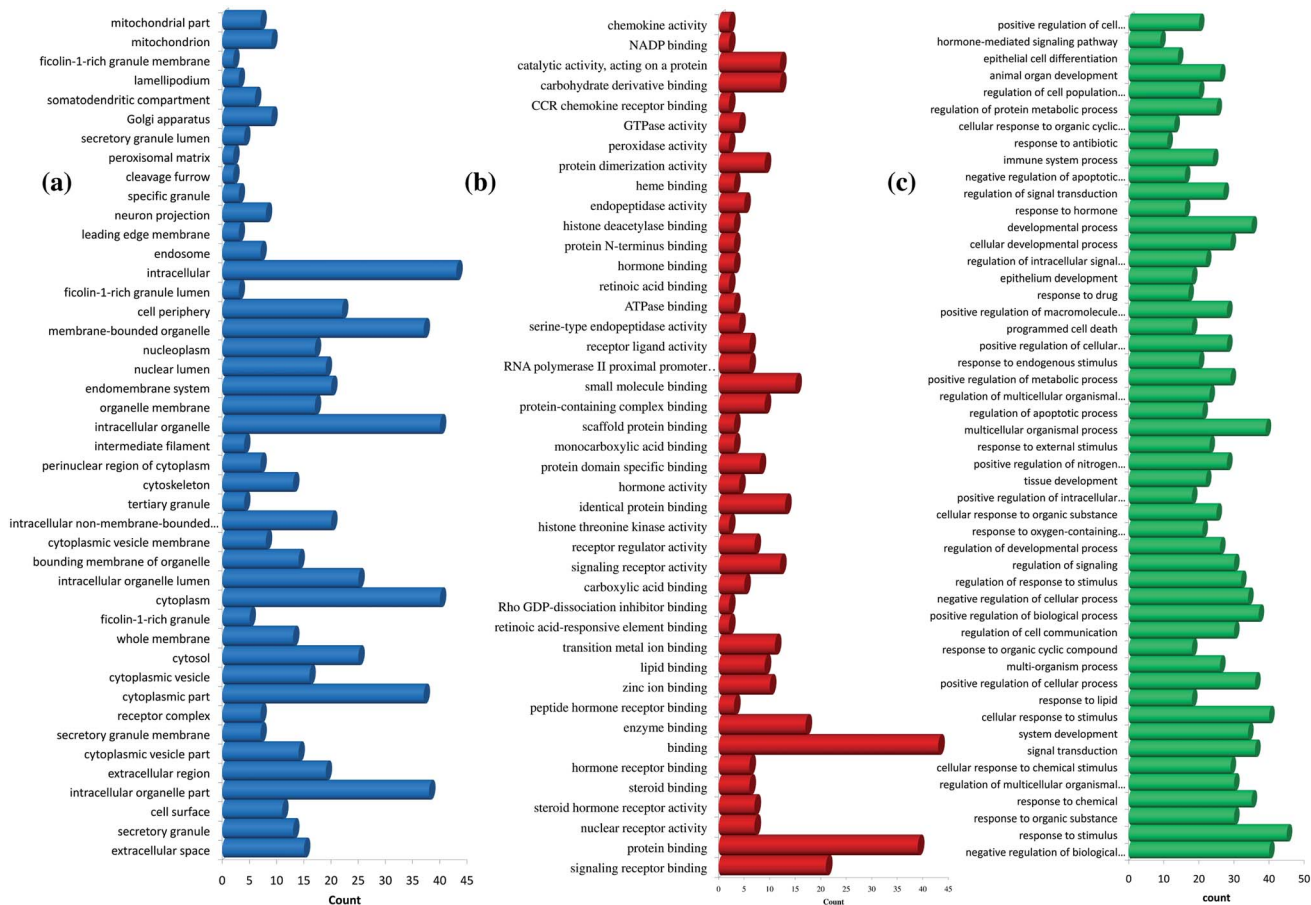 (a)
mitochondrial part
mitochondrion
ficolin-1-rich granule membrane
lamellipodium
somatodendritic compartment
Golgi apparatus
secretory granule lumen
peroxisomal matrix
cleavage furrow
specific granule
neuron projection
leading edge membrane
endosome
intracellular
ficolin-1-rich granule lumen
cell periphery
membrane-bounded organelle
nucleoplasm
nuclear lumen
endomembrane system
organelle membrane
intracellular organelle
intermediate filament
perinuclear region of cytoplasm
cytoskeleton
tertiary granule
intracellular non-membrane-bounded...
cytoplasmic vesicle membrane
bounding membrane of organelle
intracellular organelle lumen
cytoplasm
ficolin-1-rich granule
whole membrane
cytosol
cytoplasmic vesicle
cytoplasmic part
receptor complex
secretory granule membrane
cytoplasmic vesicle part
extracellular region
intracellular organelle part
cell surface
secretory granule
extracellular space
0 5 10 15 20 25 30 35 40 45
Count
(b)
chemokine activity
NADP binding
catalytic activity, acting on a protein
carbohydrate derivative binding
CCR chemokine receptor binding
GTPase activity
peroxidase activity
protein dimerization activity
heme binding
endopeptidase activity
histone deacetylase binding
protein N-terminus binding
hormone binding
retinoic acid binding
ATPase binding
serine-type endopeptidase activity
receptor ligand activity
RNA polymerase II proximal promoter..
small molecule binding
protein-containing complex binding
scaffold protein binding
monocarboxylic acid binding
protein domain specific binding
hormone activity
identical protein binding
histone threonine kinase activity
receptor regulator activity
signaling receptor activity
carboxylic acid binding
Rho GDP-dissociation inhibitor binding
retinoic acid-responsive element binding
transition metal ion binding
lipid binding
zinc ion binding
peptide hormone receptor binding
enzyme binding
binding
hormone receptor binding
steroid binding
steroid hormone receptor activity
nuclear receptor activity
protein binding
signaling receptor binding
0 5 10 15 20 25 30 35 40 45
Count
(c)
positive regulation of cell...
hormone-mediated signaling pathway
epithelial cell differentiation
animal organ development
regulation of cell population...
regulation of protein metabolic process
cellular response to organic cyclic...
response to antibiotic
immune system process
negative regulation of apoptotic...
regulation of signal transduction
response to hormone
developmental process
cellular developmental process
regulation of intracellular signal...
epithelium development
response to drug
positive regulation of macromolecule...
programmed cell death
positive regulation of cellular...
response to endogenous stimulus
positive regulation of metabolic process
regulation of multicellular organismal...
regulation of apoptotic process
multicellular organismal process
response to external stimulus
positive regulation of nitrogen...
tissue development
positive regulation of intracellular...
cellular response to organic substance
response to oxygen-containing...
regulation of developmental process
regulation of signaling
regulation of response to stimulus
negative regulation of cellular process
positive regulation of biological process
regulation of cell communication
response to organic cyclic compound
multi-organism process
positive regulation of cellular process
response to lipid
cellular response to stimulus
system development
signal transduction
cellular response to chemical stimulus
regulation of multicellular organismal...
response to chemical
response to organic substance
response to stimulus
negative regulation of biological...
0 10 20 30 40 50
count